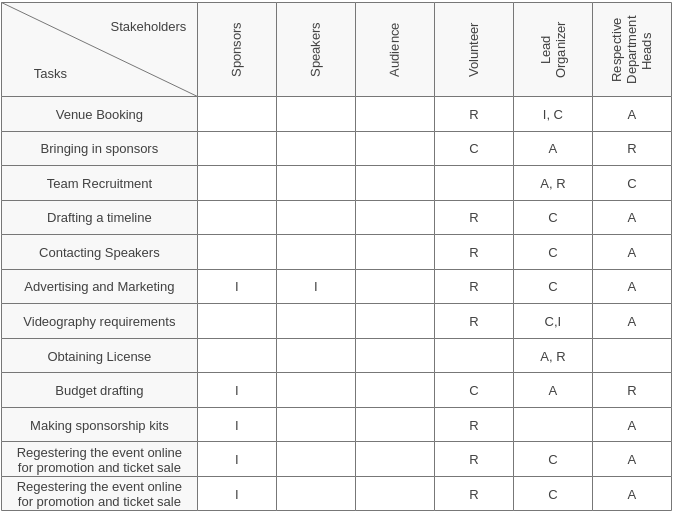 Stakeholders
Tasks
Sponsors
Speakers
Audience
Volunteer
Lead
Organizer
Respective
Department
Heads
Venue Booking R I, C A
Bringing in sponsors C A R
Team Recruitment A, R C
Drafting a timeline R C A
Contacting Speakers R C A
Advertising and Marketing I I R C A
Videography requirements R C,I A
Obtaining License A, R
Budget drafting I C A R
Making sponsorship kits I R A
Regestering the event online
for promotion and ticket sale I R C A
Regestering the event online
for promotion and ticket sale I R C A